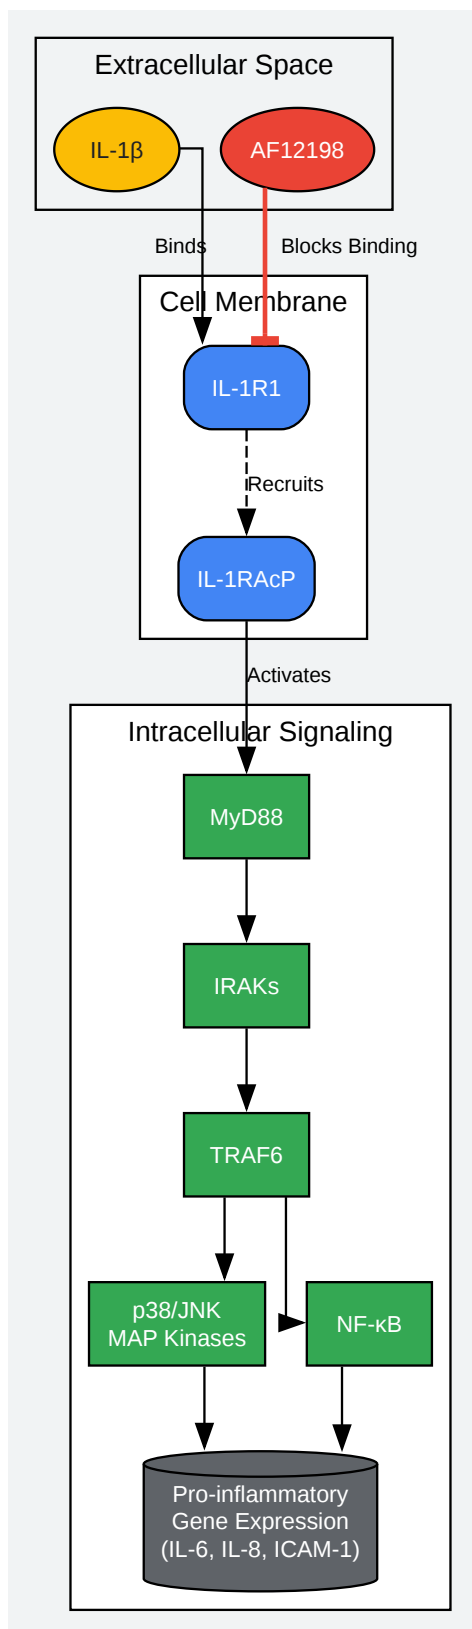 Extracellular Space
IL-1β
AF12198
Binds
Blocks Binding
Cell Membrane
IL-1R1
Recruits
IL-1RAcP
Activates
Intracellular Signaling
MyD88
IRAKs
TRAF6
p38/JNK
MAP Kinases
NF-κB
Pro-inflammatory
Gene Expression
(IL-6, IL-8, ICAM-1)